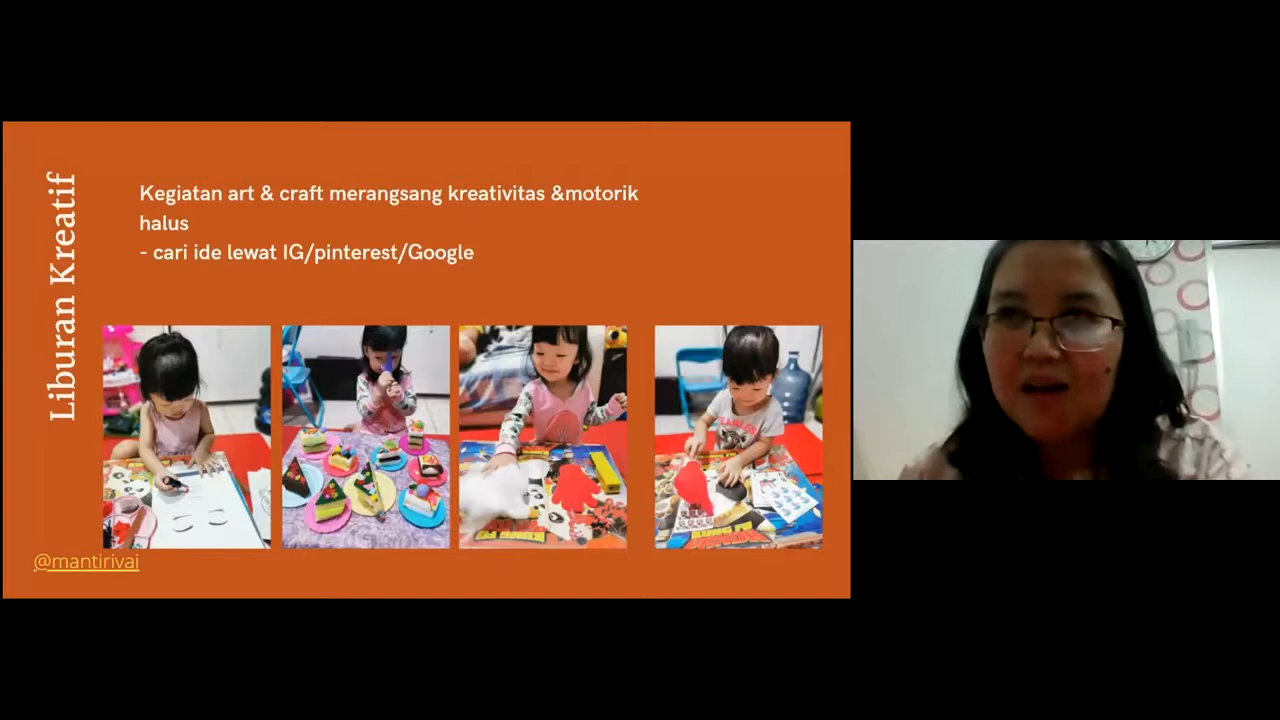 Liburan Kreatif
Kegiatan art & craft merangsang kreativitas &motorik
halus
- cari ide lewat IG/pinterest/Google
@mantirivai